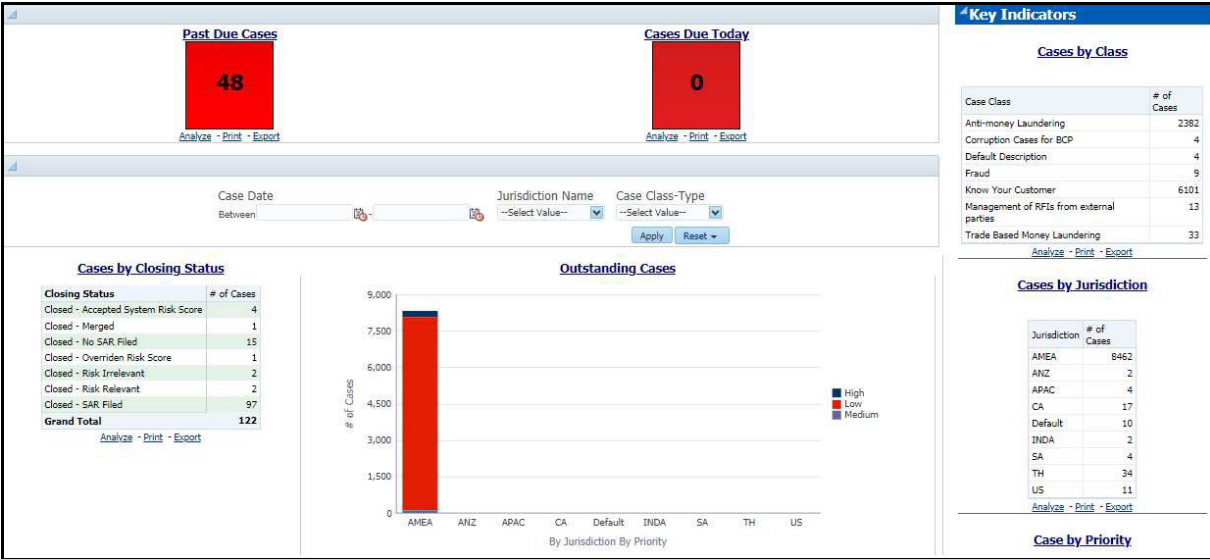 Past Due Cases
48
Analyze - Print - Export
Cases Due Today
0
Analyze - Print - Export
Case Date
Between -
Jurisdiction Name
--Select Value--
Case Class-Type
--Select Value--
Apply Reset
Cases by Closing Status
Closing Status # of Cases
Closed - Accepted System Risk Score 4
Closed - Merged 1
Closed - No SAR Filed 15
Closed - Overriden Risk Score 1
Closed - Risk Irrelevant 2
Closed - Risk Relevant 2
Closed - SAR Filed 97
Grand Total 122
Analyze - Print - Export
Outstanding Cases
# of Cases
9,000
7,500
6,000
4,500
3,000
1,500
0
AMEA ANZ APAC CA Default INDA SA TH US
By Jurisdiction By Priority
High
Low
Medium
Key Indicators
Cases by Class
Case Class # of Cases
Anti-money Laundering 2382
Corruption Cases for BCP 4
Default Description 4
Fraud 9
Know Your Customer 6101
Management of RFIs from external 13
parties
Trade Based Money Laundering 33
Analyze - Print - Export
Cases by Jurisdiction
Jurisdiction # of Cases
AMEA 8462
ANZ 2
APAC 4
CA 17
Default 10
INDA 2
SA 4
TH 34
US 11
Analyze - Print - Export
Case by Priority